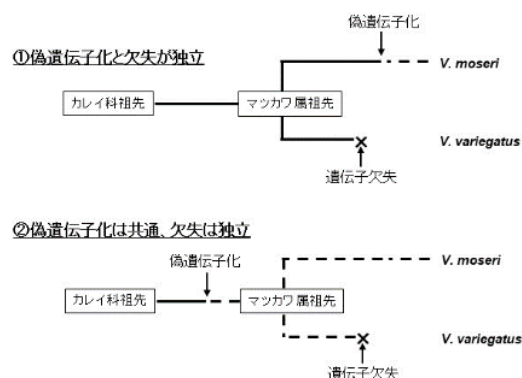 ①偽遺伝子化と欠失が独立
偽遺伝子化
V. moseri
カレイ科祖先
マツカワ属祖先
V. variegatus
遺伝子欠失
②偽遺伝子化は共通、欠失は独立
偽遺伝子化
V. moseri
カレイ科祖先
マツカワ属祖先
V. variegatus
遺伝子欠失